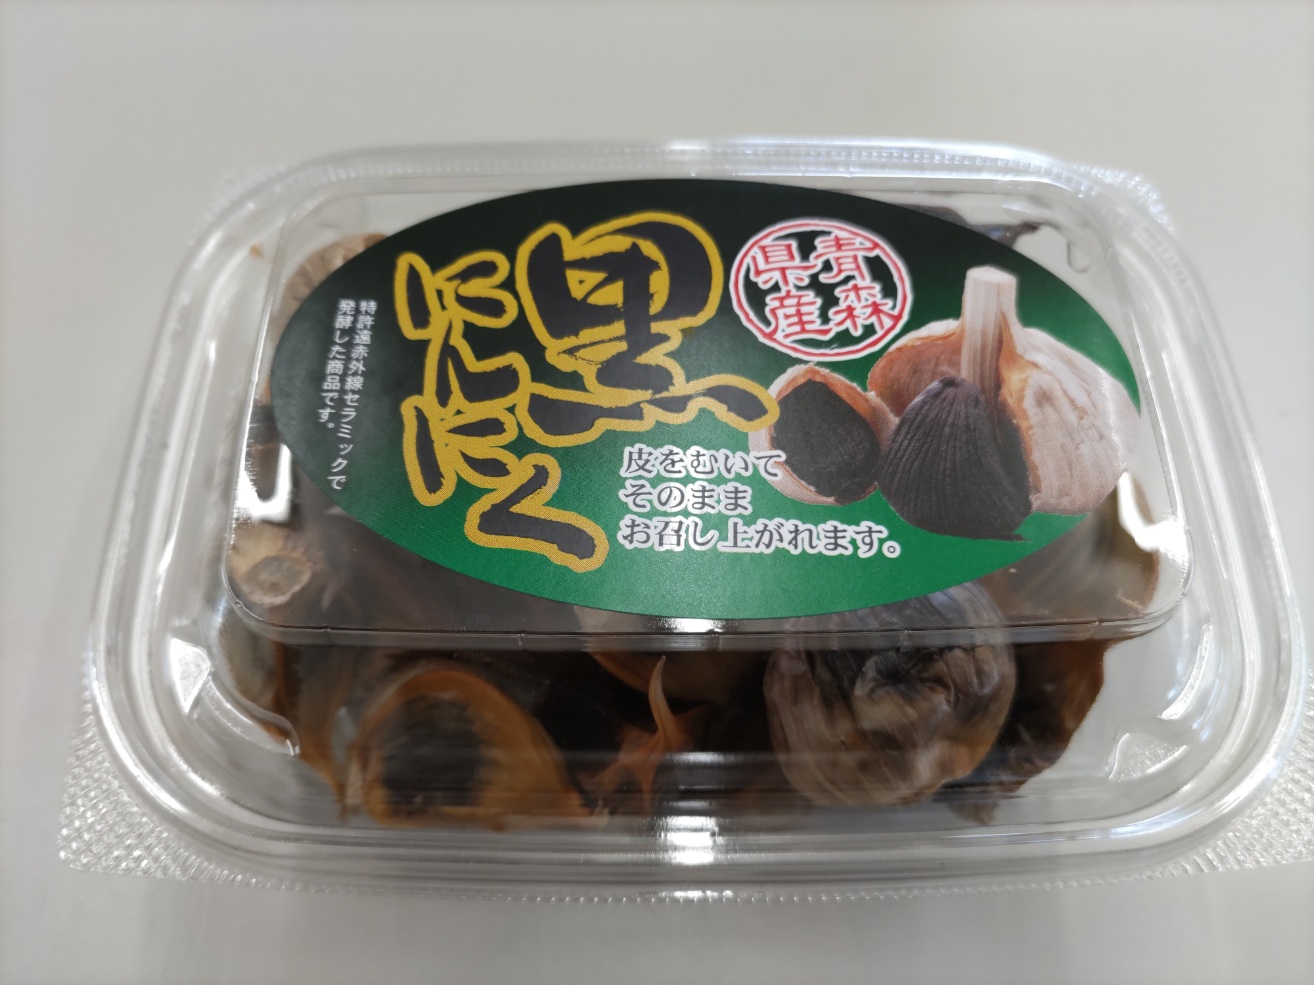 青森
県産
黒
にんにく
皮をむいて
そのまま
お召し上がれます。
特許遠赤外線セラミックで
発酵した商品です。